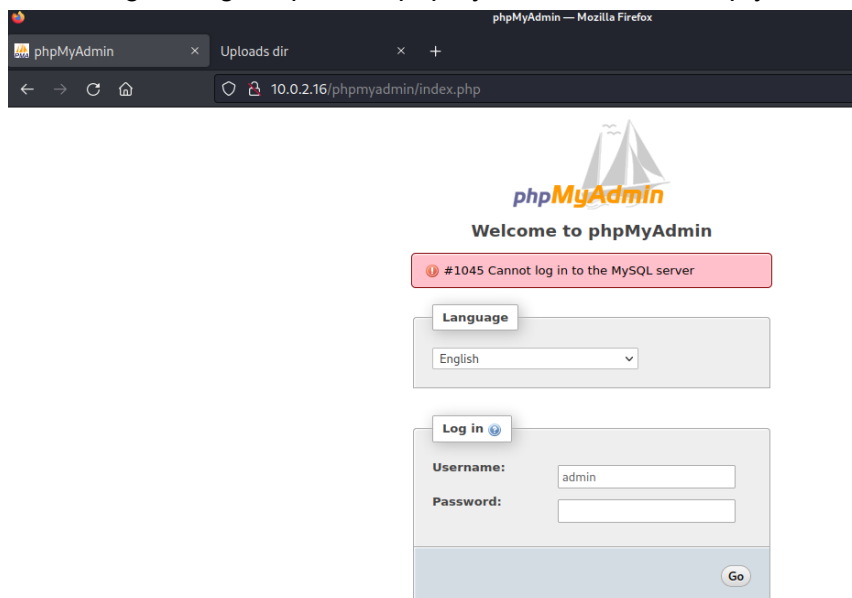 phpMyAdmin — Mozilla Firefox
phpMyAdmin × Uploads dir × +
10.0.2.16/phpmyadmin/index.php
phpMyAdmin
Welcome to phpMyAdmin
#1045 Cannot log in to the MySQL server
Language
English
Log in
Username: admin
Password:
Go